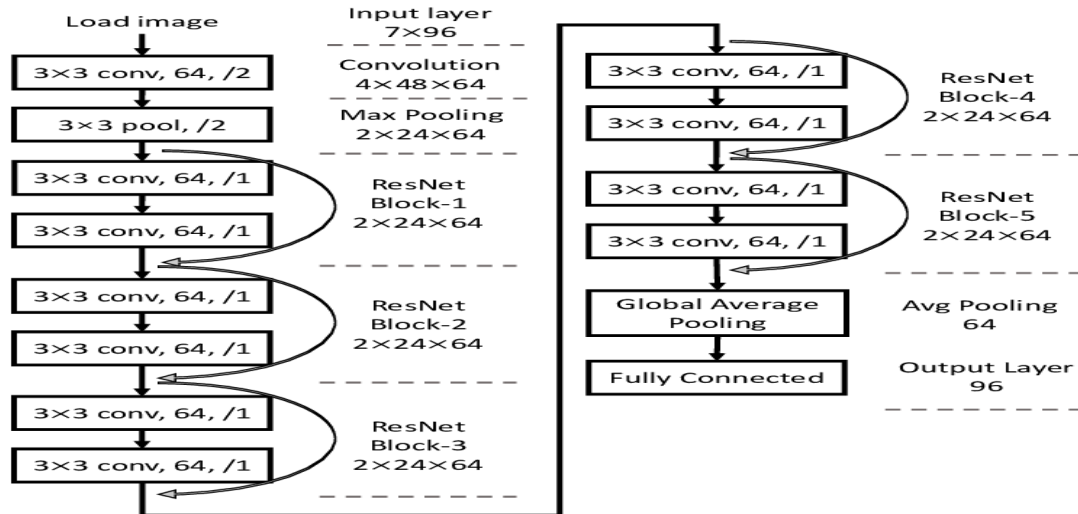 Load image
3×3 conv, 64, /2
3×3 pool, /2
3×3 conv, 64, /1
3×3 conv, 64, /1
3×3 conv, 64, /1
3×3 conv, 64, /1
3×3 conv, 64, /1
3×3 conv, 64, /1
Input layer
7×96
Convolution
4×48×64
Max Pooling
2×24×64
ResNet
Block-1
2×24×64
ResNet
Block-2
2×24×64
ResNet
Block-3
2×24×64
3×3 conv, 64, /1
3×3 conv, 64, /1
3×3 conv, 64, /1
3×3 conv, 64, /1
Global Average
Pooling
Fully Connected
ResNet
Block-4
2×24×64
ResNet
Block-5
2×24×64
Avg Pooling
64
Output Layer
96